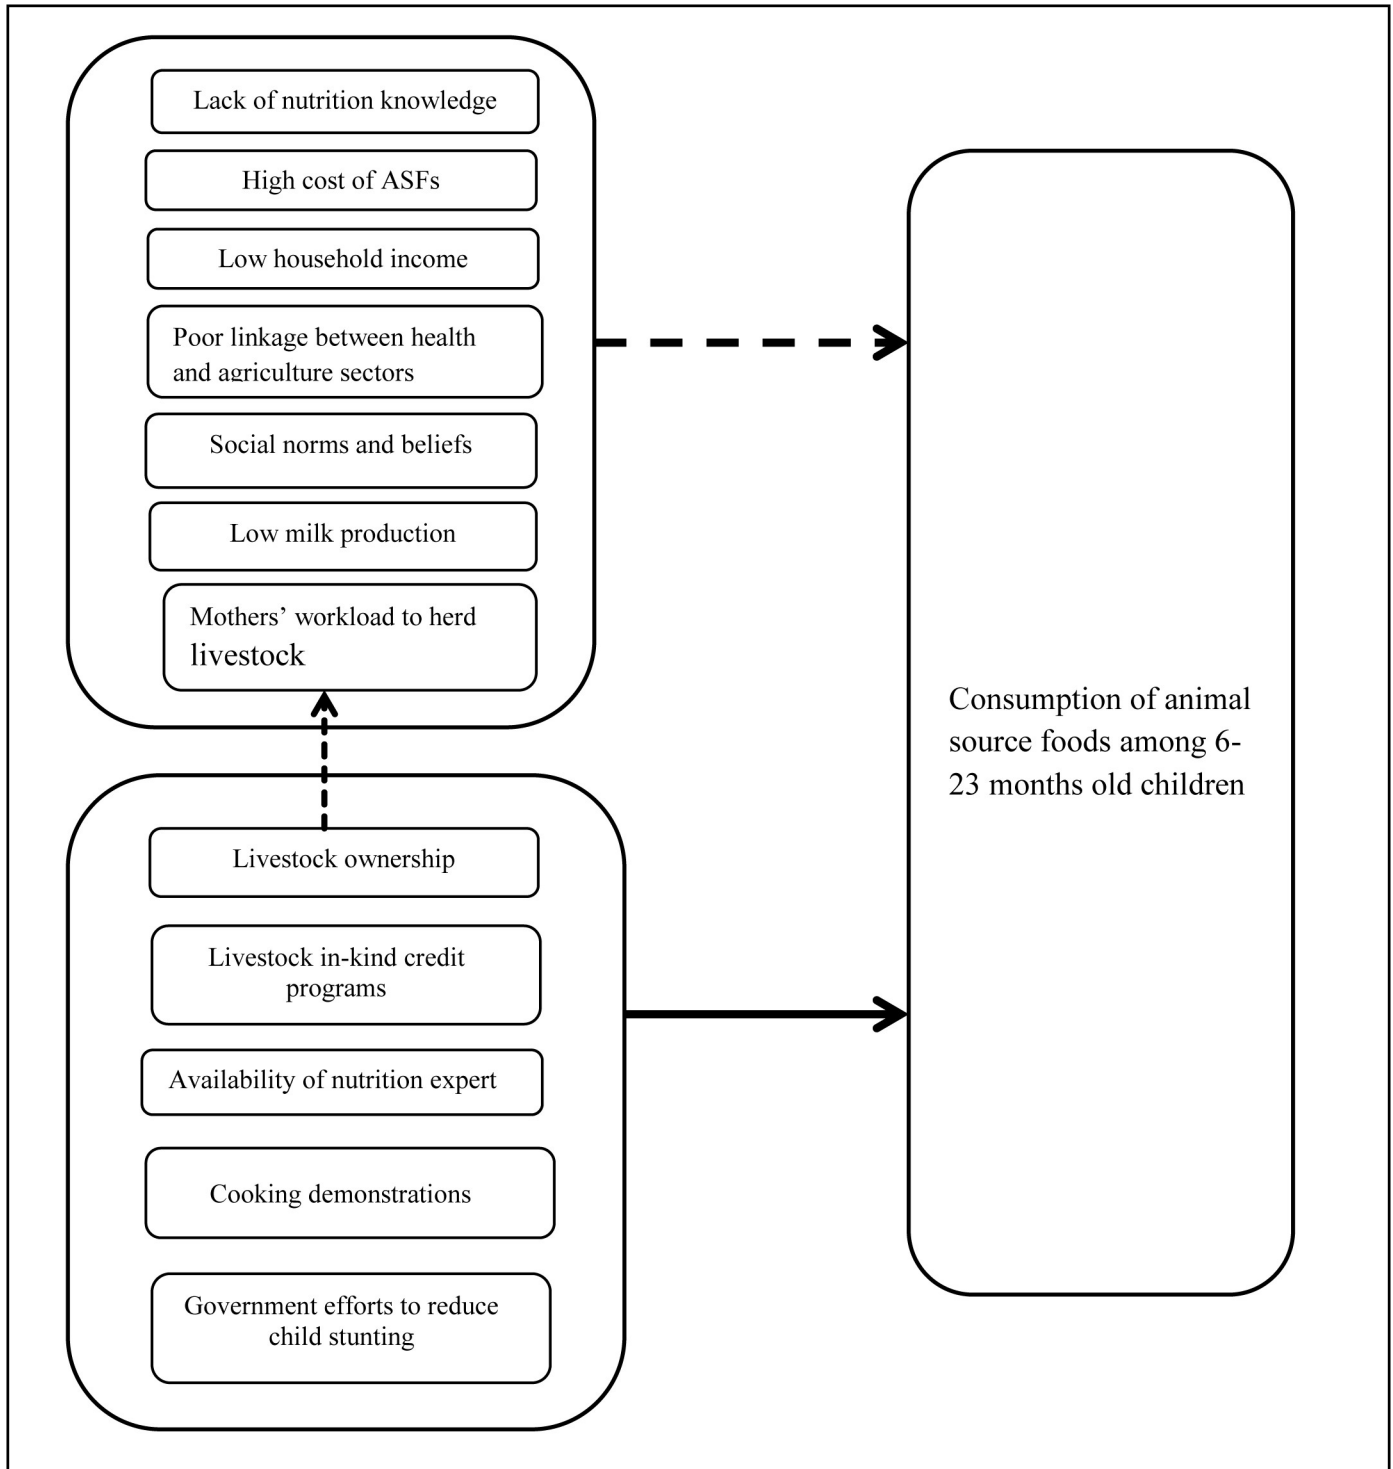 Lack of nutrition knowledge
High cost of ASFs
Low household income
Poor linkage between health
and agriculture sectors
Social norms and beliefs
Low milk production
Mothers’ workload to herd
livestock
Livestock ownership
Livestock in-kind credit
programs
Availability of nutrition expert
Cooking demonstrations
Government efforts to reduce
child stunting
Consumption of animal
source foods among 6-
23 months old children